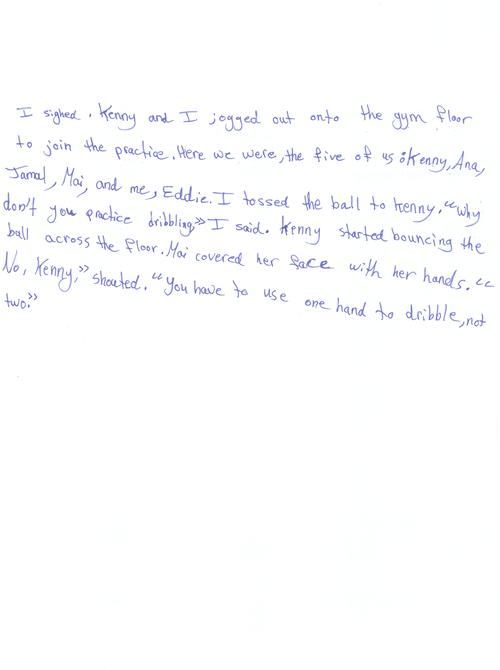 I sighed. Kenny and I jogged out onto the gym floor
to join the practice. Here we were, the five of us: Kenny, Ana,
Jamal, Mai, and me, Eddie. I tossed the ball to Kenny. "Why
don't you practice dribbling," I said. Kenny started bouncing the
ball across the floor. Mai covered her face with her hands. "
No, Kenny," shouted. "You have to use one hand to dribble, not
two."